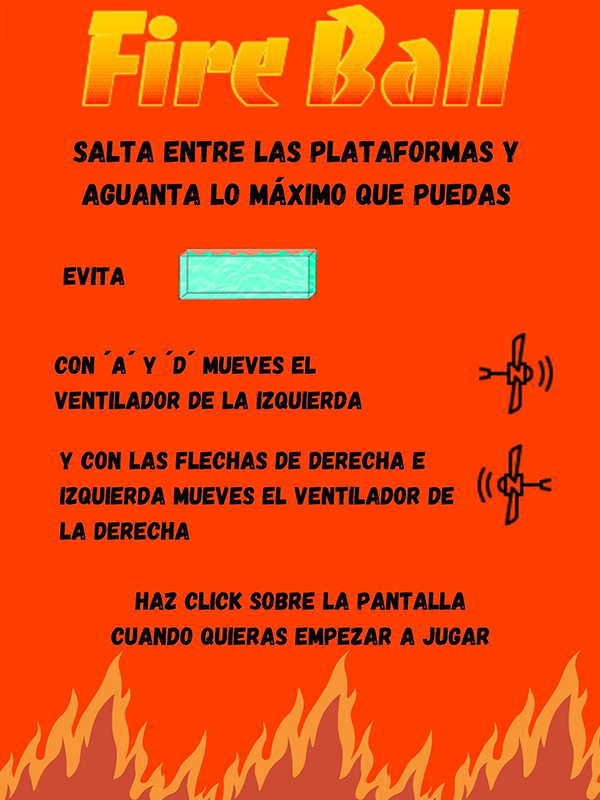 Fire Ball
SALTA ENTRE LAS PLATAFORMAS Y
AGUANTA LO MÁXIMO QUE PUEDAS
EVITA
CON ´A´ Y ´D´ MUEVES EL
VENTILADOR DE LA IZQUIERDA
Y CON LAS FLECHAS DE DERECHA E
IZQUIERDA MUEVES EL VENTILADOR DE
LA DERECHA
HAZ CLICK SOBRE LA PANTALLA
CUANDO QUIERAS EMPEZAR A JUGAR